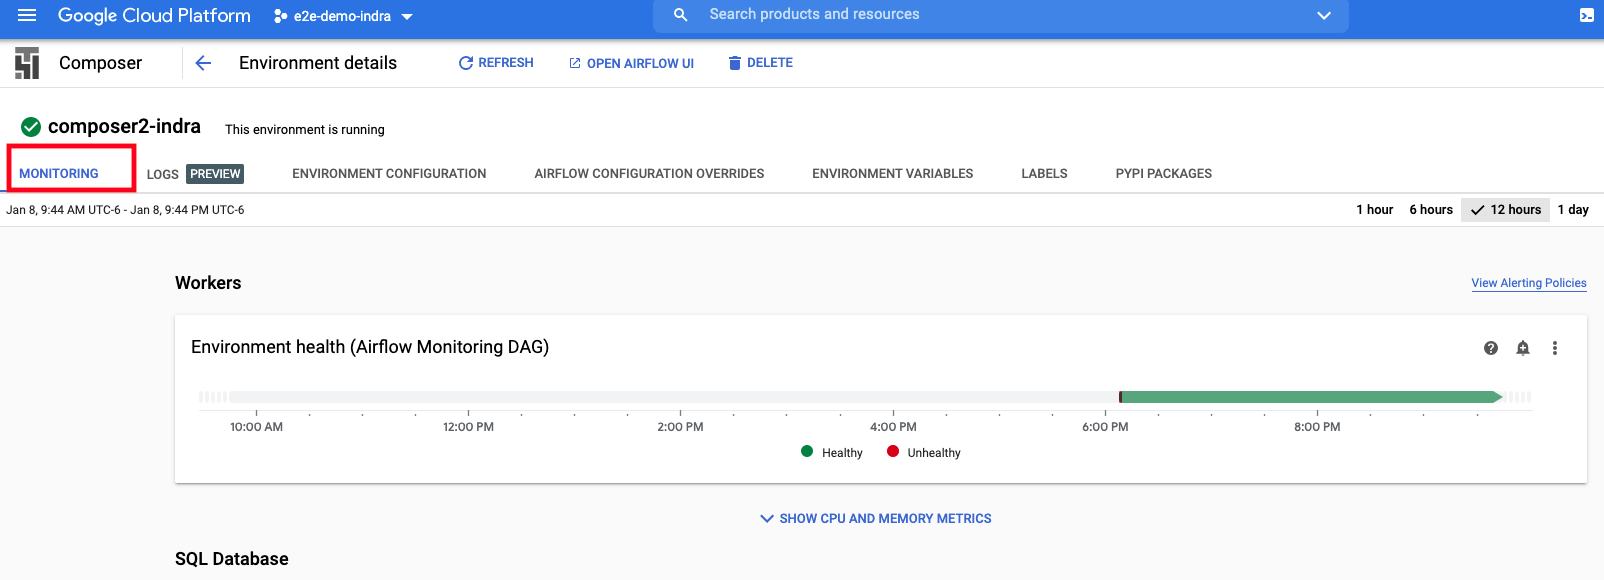 Google Cloud Platform e2e-demo-indra Search products and resources
Composer Environment details REFRESH OPEN AIRFLOW UI DELETE
composer2-indra This environment is running
MONITORING LOGS PREVIEW ENVIRONMENT CONFIGURATION AIRFLOW CONFIGURATION OVERRIDES ENVIRONMENT VARIABLES LABELS PYPI PACKAGES
Jan 8, 9:44 AM UTC-6 - Jan 8, 9:44 PM UTC-6 1 hour 6 hours 12 hours 1 day
Workers View Alerting Policies
Environment health (Airflow Monitoring DAG)
10:00 AM 12:00 PM 2:00 PM 4:00 PM 6:00 PM 8:00 PM
Healthy Unhealthy
SHOW CPU AND MEMORY METRICS
SQL Database